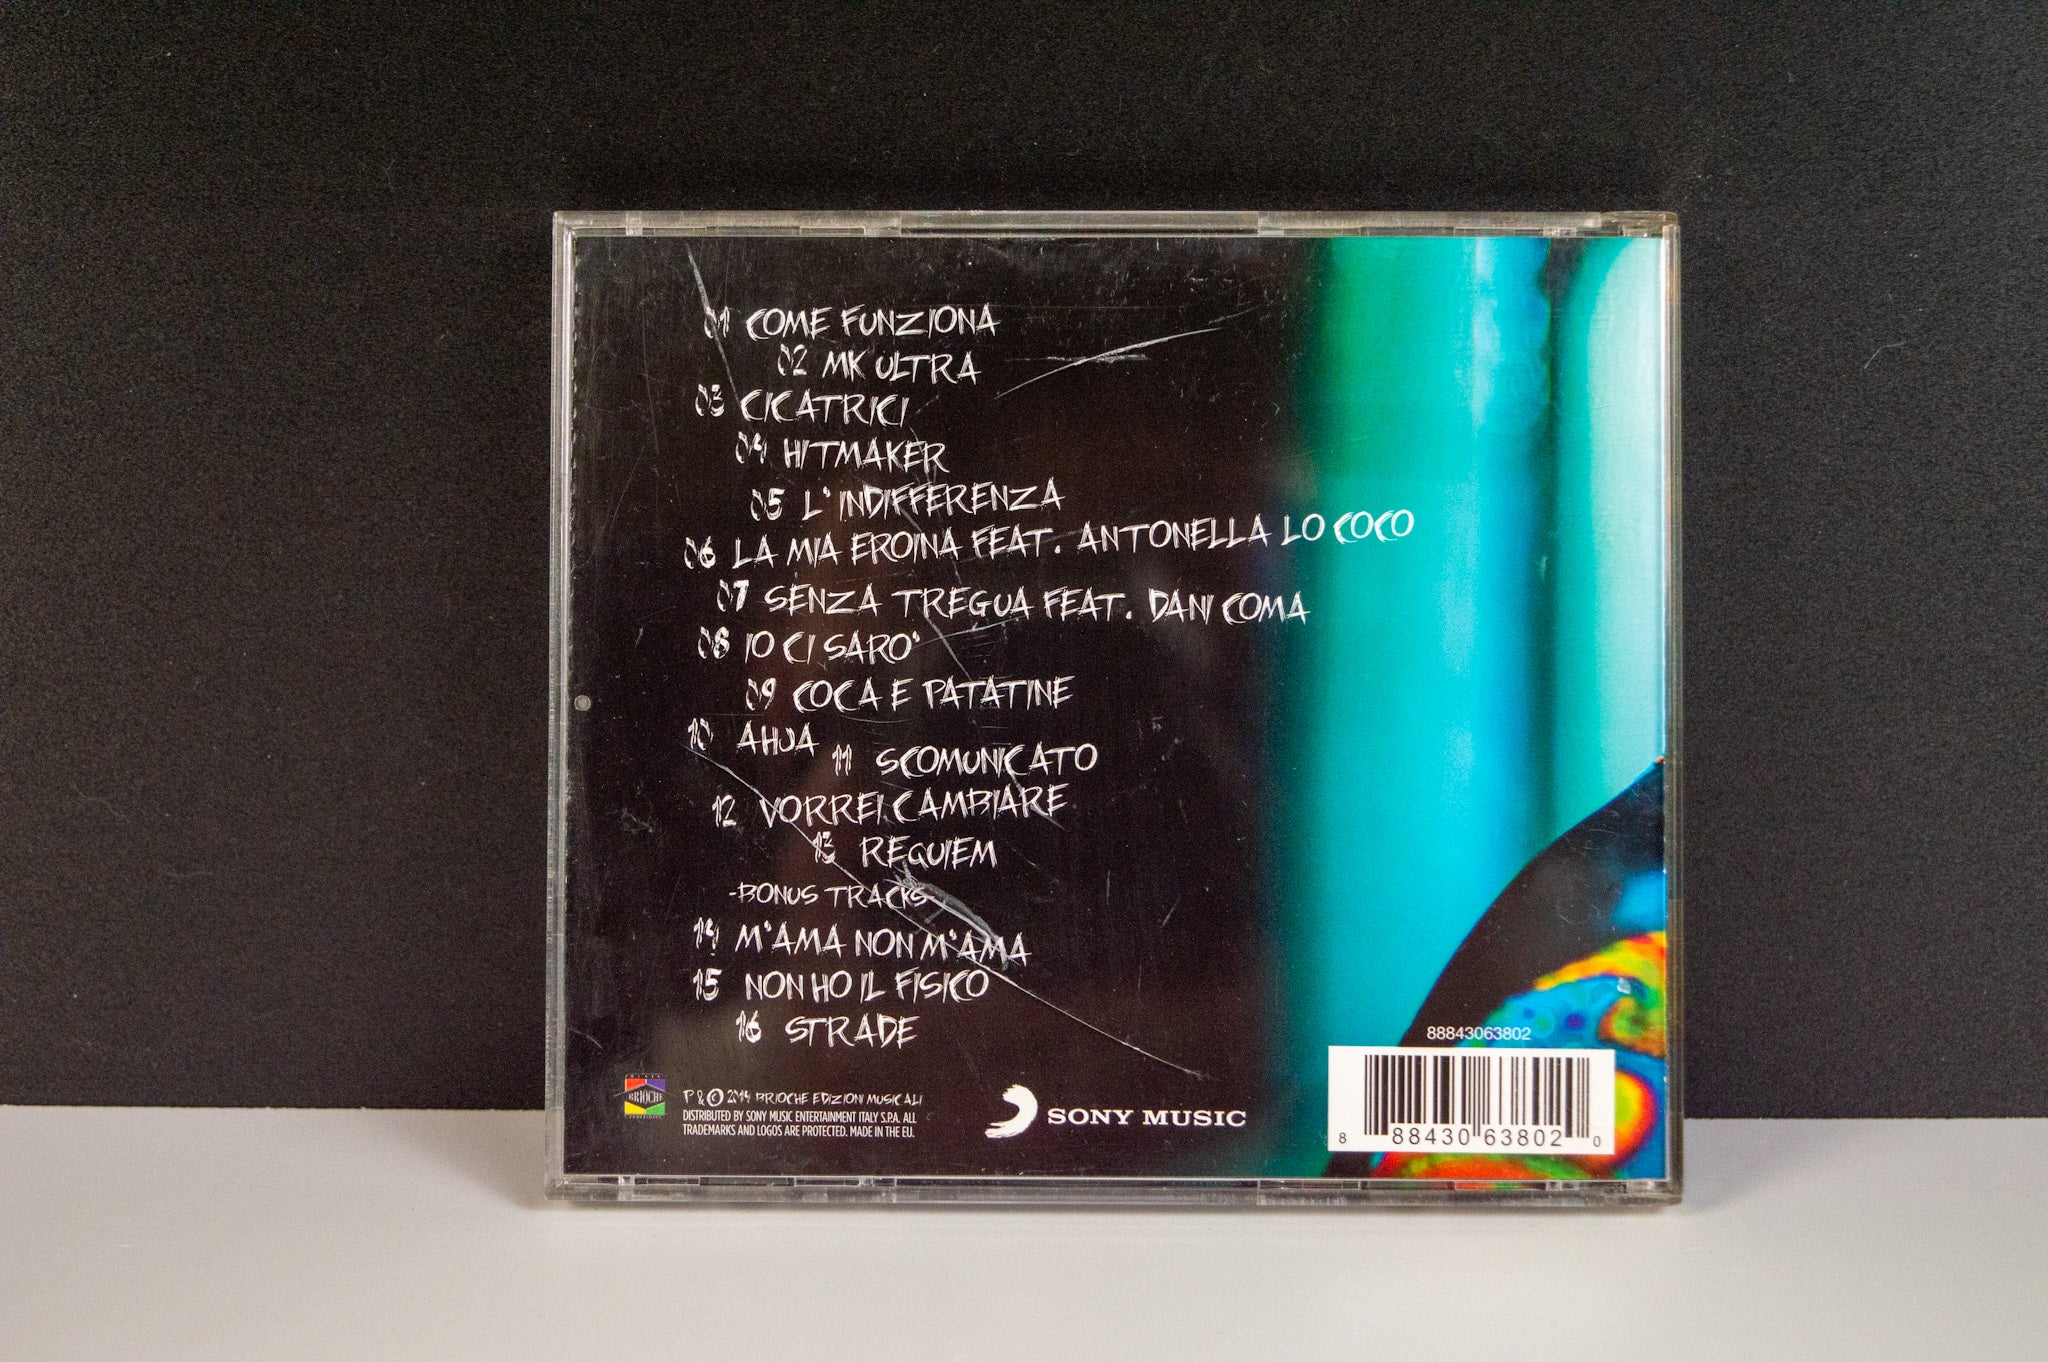 01 COME FUNZIONA
02 MK ULTRA
03 CICATRICI
04 HITMAKER
05 L'INDIFFERENZA
06 LA MIA EROINA FEAT. ANTONELLA LO COCO
07 SENZA TREGUA FEAT. DANI COMA
08 IO CI SARO'
09 COCA E PATATINE
10 AHIA
11 SCOMUNICATO
12 VORREI CAMBIARE
13 REQUIEM
-BONUS TRACKS-
14 M'AMA NON M'AMA
15 NON HO IL FISICO
16 STRADE
BRIOCHE
P & © 2014 BRIOCHE EDIZIONI MUSICALI
DISTRIBUTED BY SONY MUSIC ENTERTAINMENT ITALY S.P.A. ALL
TRADEMARKS AND LOGOS ARE PROTECTED. MADE IN THE EU.
SONY MUSIC
88843063802
8 88430 63802 0